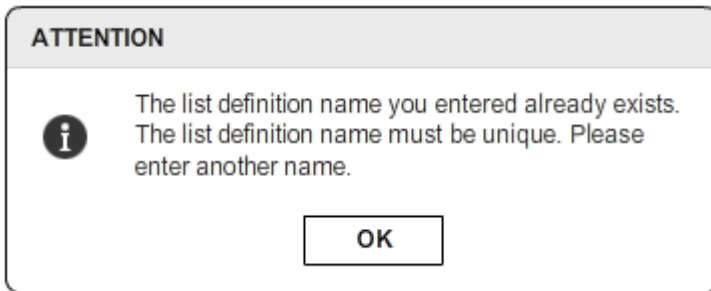 ATTENTION
The list definition name you entered already exists.
The list definition name must be unique. Please
enter another name.
OK